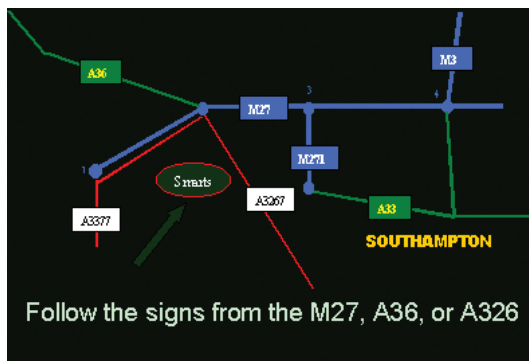 M3
A36
3
4
M27
M271
1
Smarts
A3267
A3377
A33
SOUTHAMPTON
Follow the signs from the M27, A36, or A326